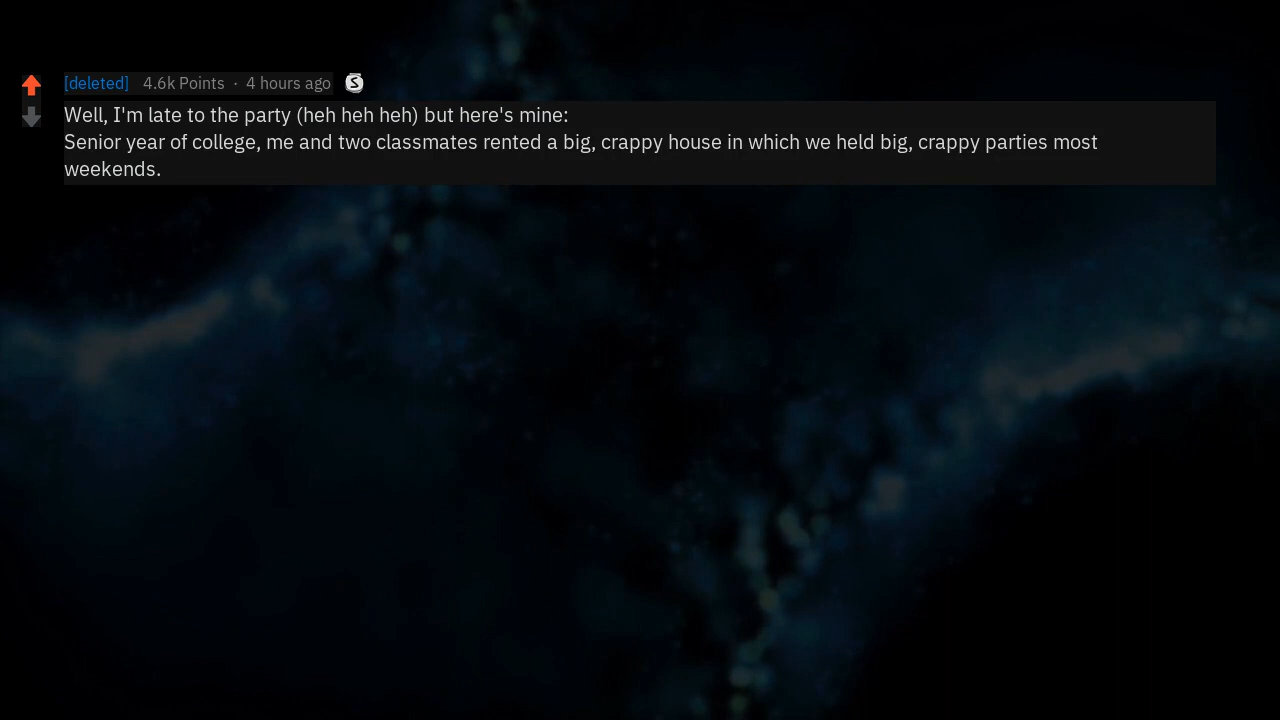 [deleted] 4.6k Points · 4 hours ago S
Well, I'm late to the party (heh heh heh) but here's mine:
Senior year of college, me and two classmates rented a big, crappy house in which we held big, crappy parties most
weekends.